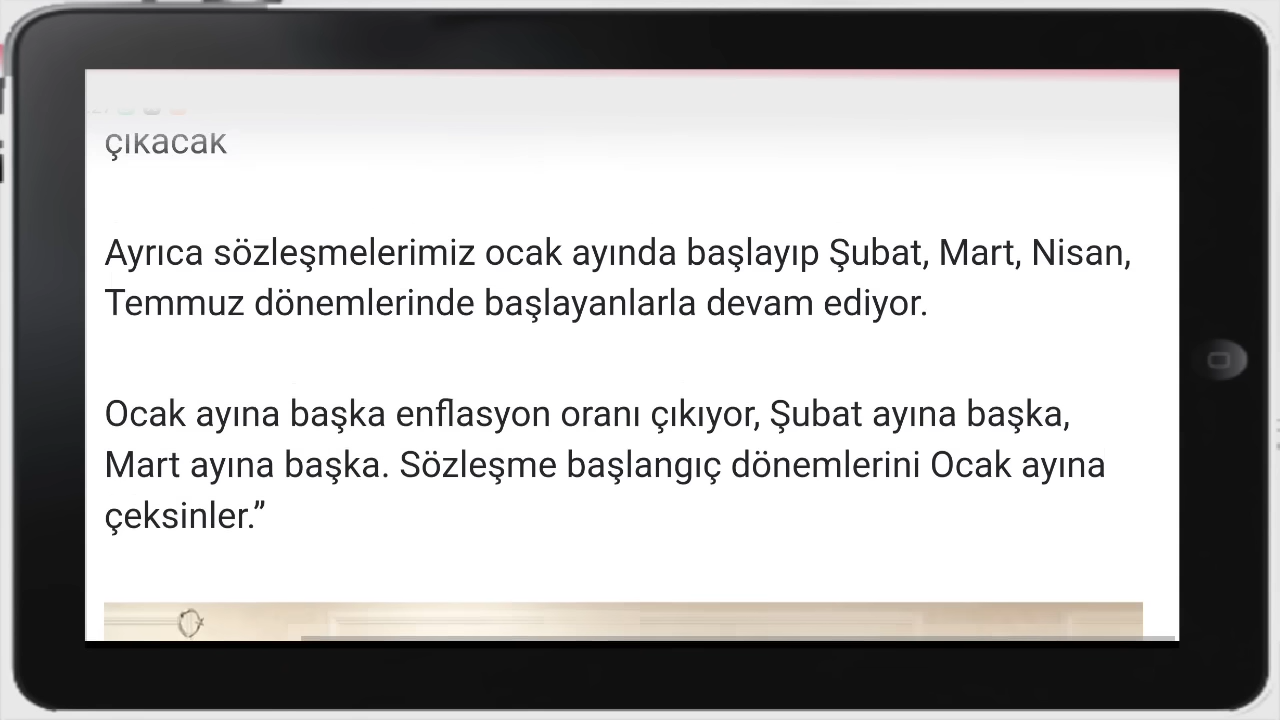 çıkacak
Ayrıca sözleşmelerimiz ocak ayında başlayıp Şubat, Mart, Nisan,
Temmuz dönemlerinde başlayanlarla devam ediyor.
Ocak ayına başka enflasyon oranı çıkıyor, Şubat ayına başka,
Mart ayına başka. Sözleşme başlangıç dönemlerini Ocak ayına
çeksinler.”